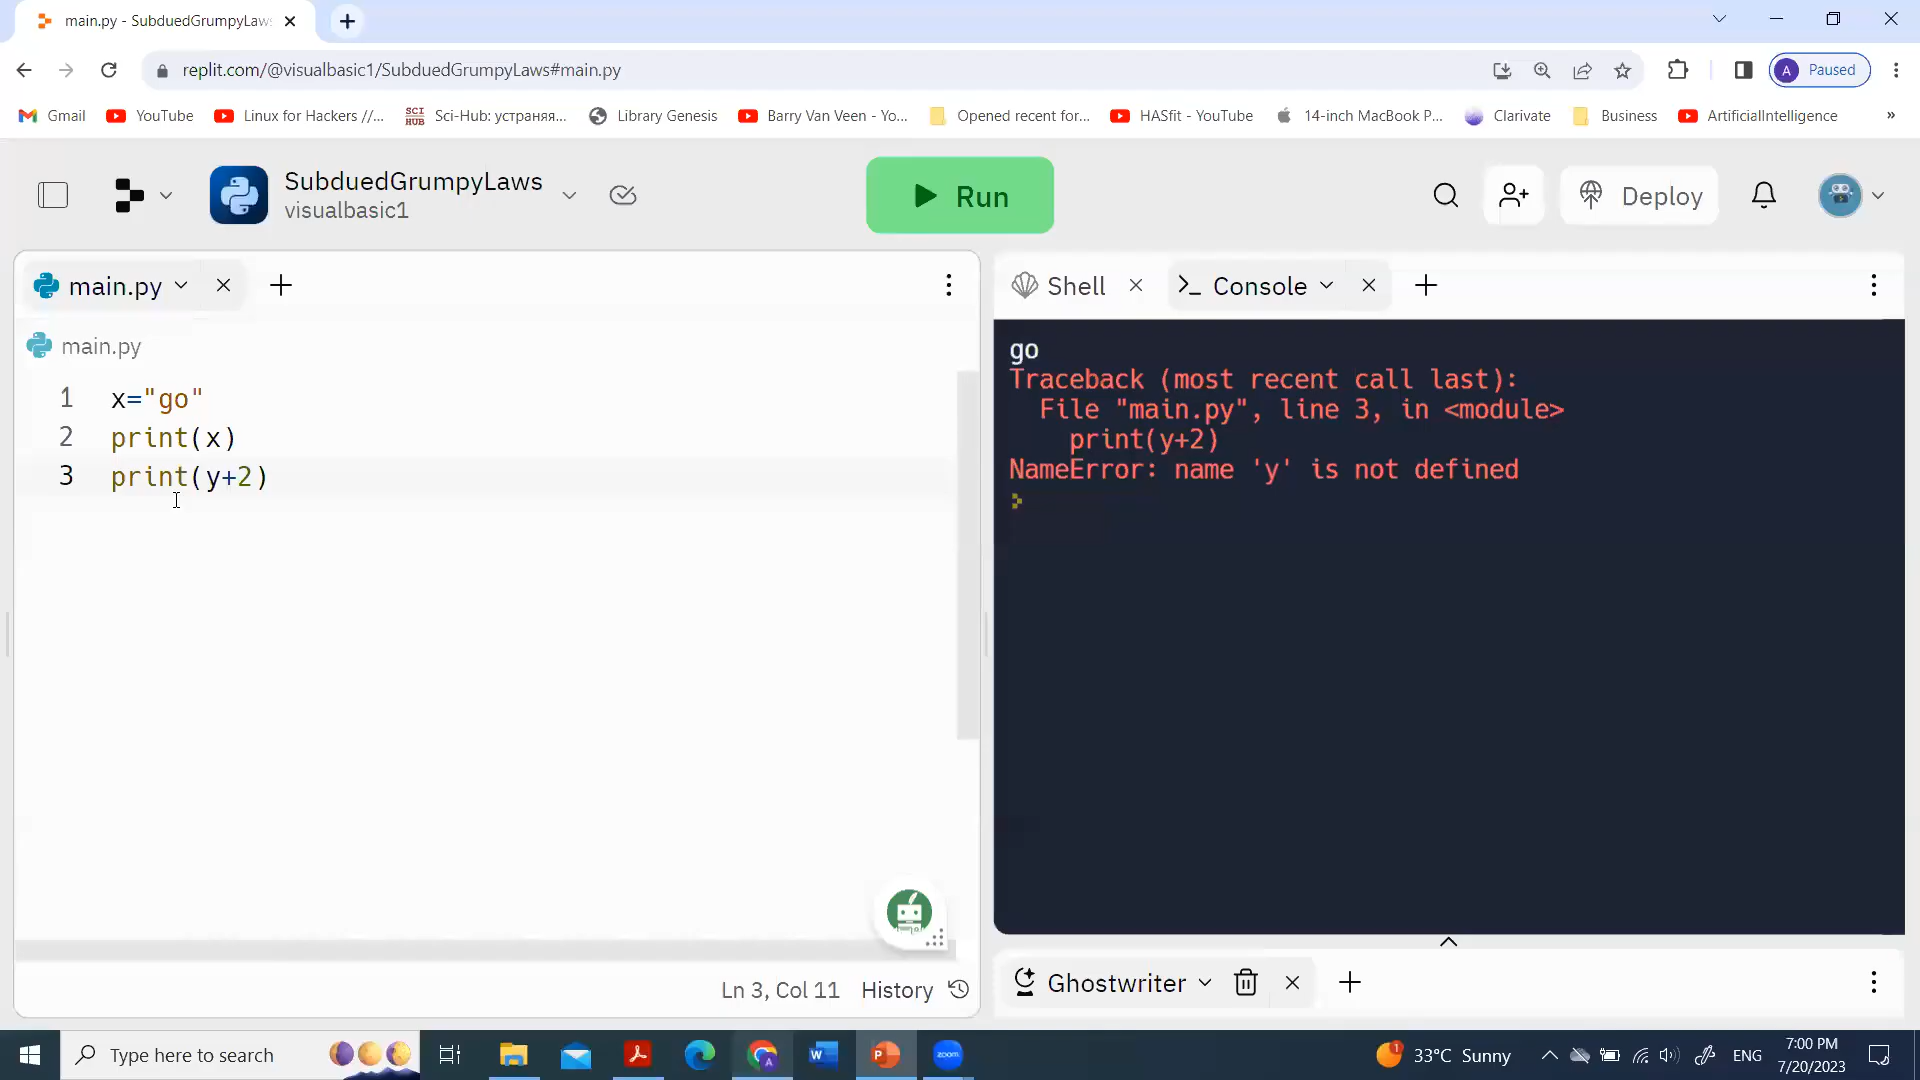 main.py - SubduedGrumpyLaws
replit.com/@visualbasic1/SubduedGrumpyLaws#main.py
A Paused
Gmail YouTube Linux for Hackers //... SCI HUB Sci-Hub: устраняя... Library Genesis Barry Van Veen - Yo... Opened recent for... HASfit - YouTube 14-inch MacBook P... Clarivate Business ArtificialIntelligence »
SubduedGrumpyLaws
visualbasic1
Run
Deploy
main.py
main.py
1 x="go"
2 print(x)
3 print(y+2)
Ln 3, Col 11 History
Shell Console
go
Traceback (most recent call last):
File "main.py", line 3, in <module>
print(y+2)
NameError: name 'y' is not defined
Ghostwriter
Type here to search
zoom
1 33°C Sunny
ENG
7:00 PM
7/20/2023